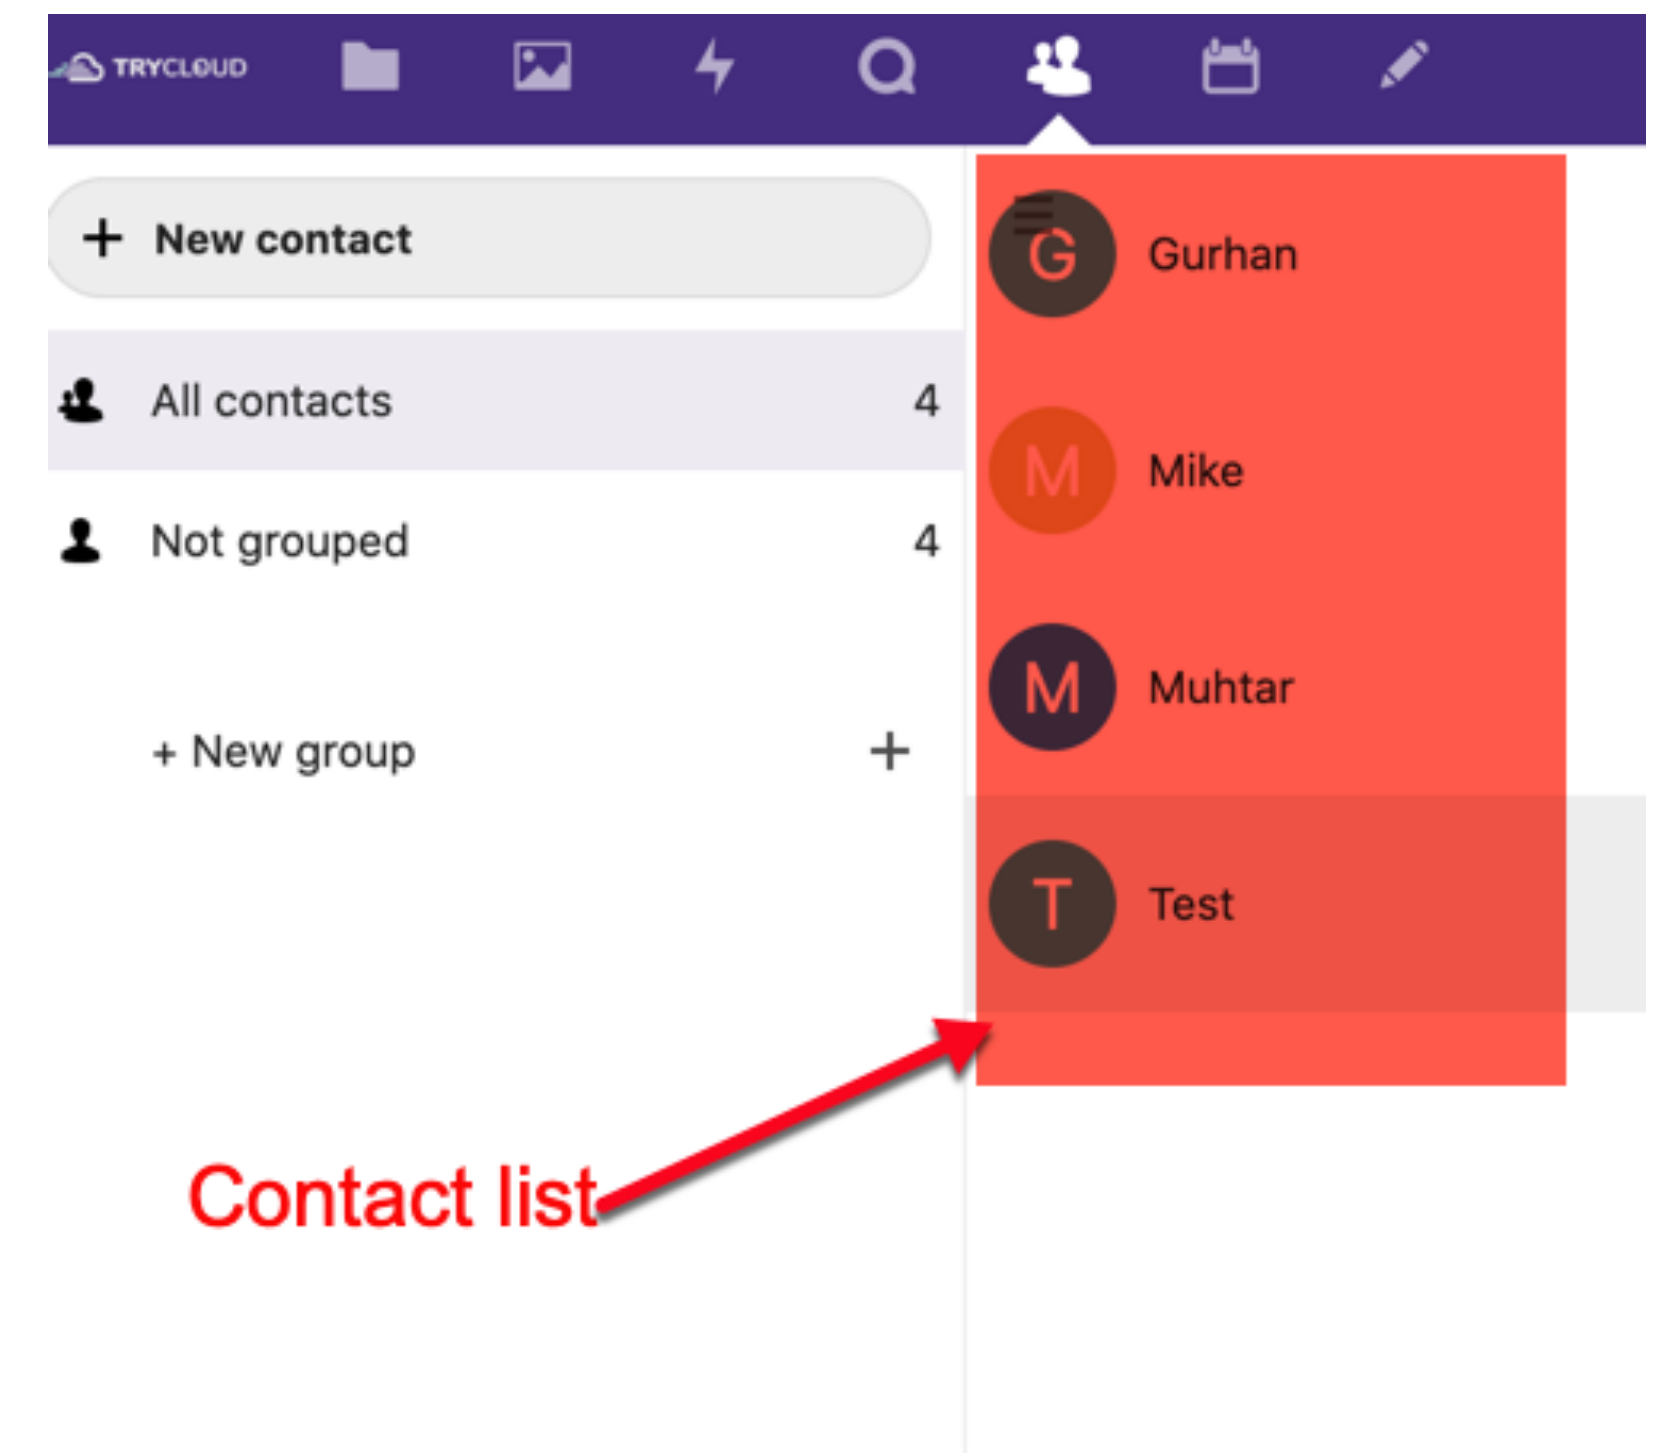 TRYCLOUD
+ New contact
All contacts 4
Not grouped 4
+ New group +
G Gurhan
M Mike
M Muhtar
T Test
Contact list